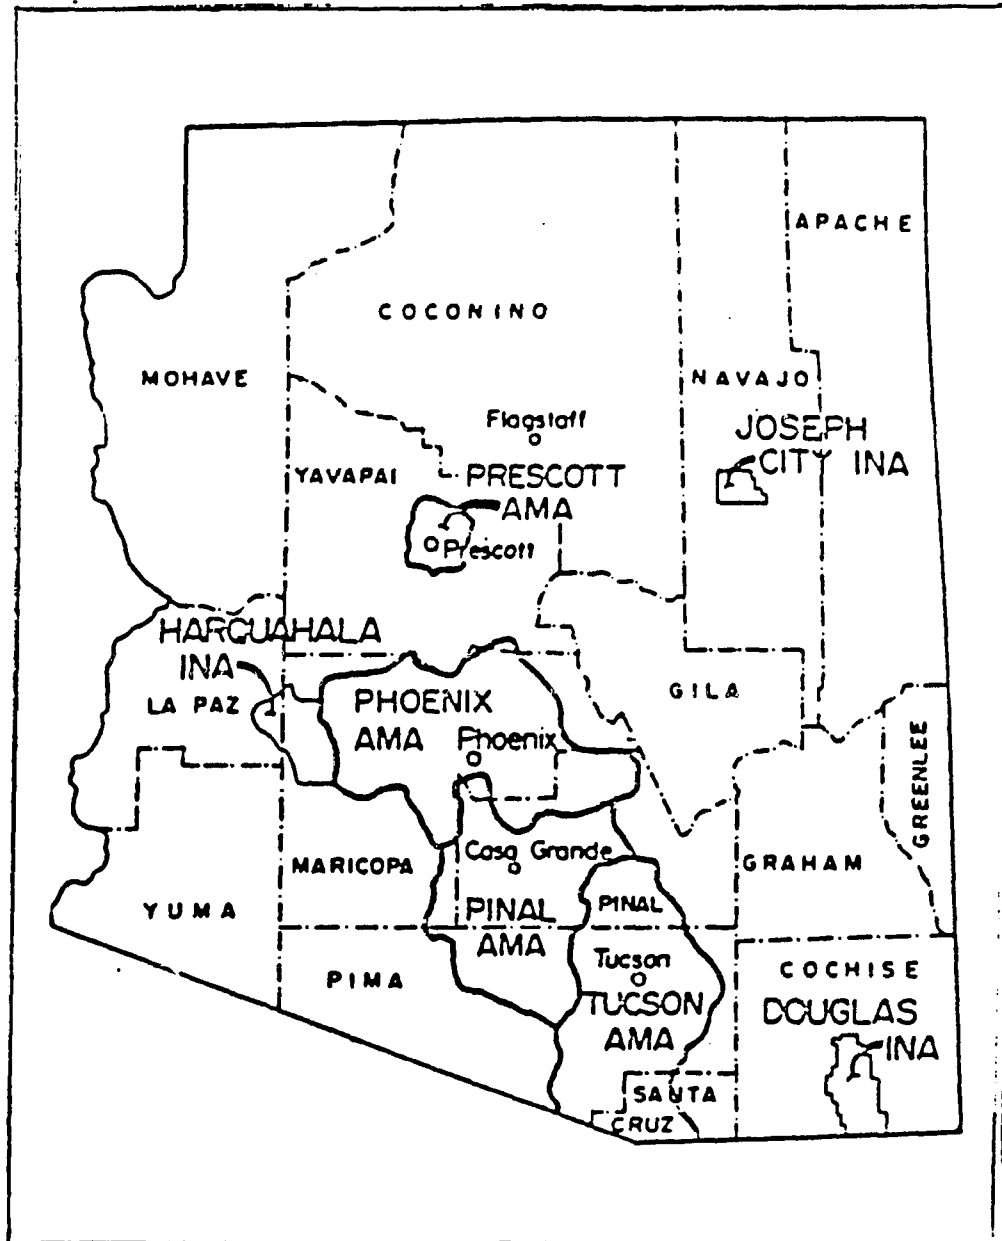 APACHE
COCONINO
MOHAVE
NAVAJO
Flagstaff
JOSEPH
CITY INA
YAVAPAI
PRESCOTT
AMA
Prescott
HARQUAHALA
INA
LA PAZ
PHOENIX
AMA
Phoenix
GILA
GREENLEE
MARICOPA
Casa Grande
GRAHAM
YUMA
PINAL
AMA
PINAL
PIMA
Tucson
TUCSON
AMA
COCHISE
DOUGLAS
INA
SANTA
CRUZ